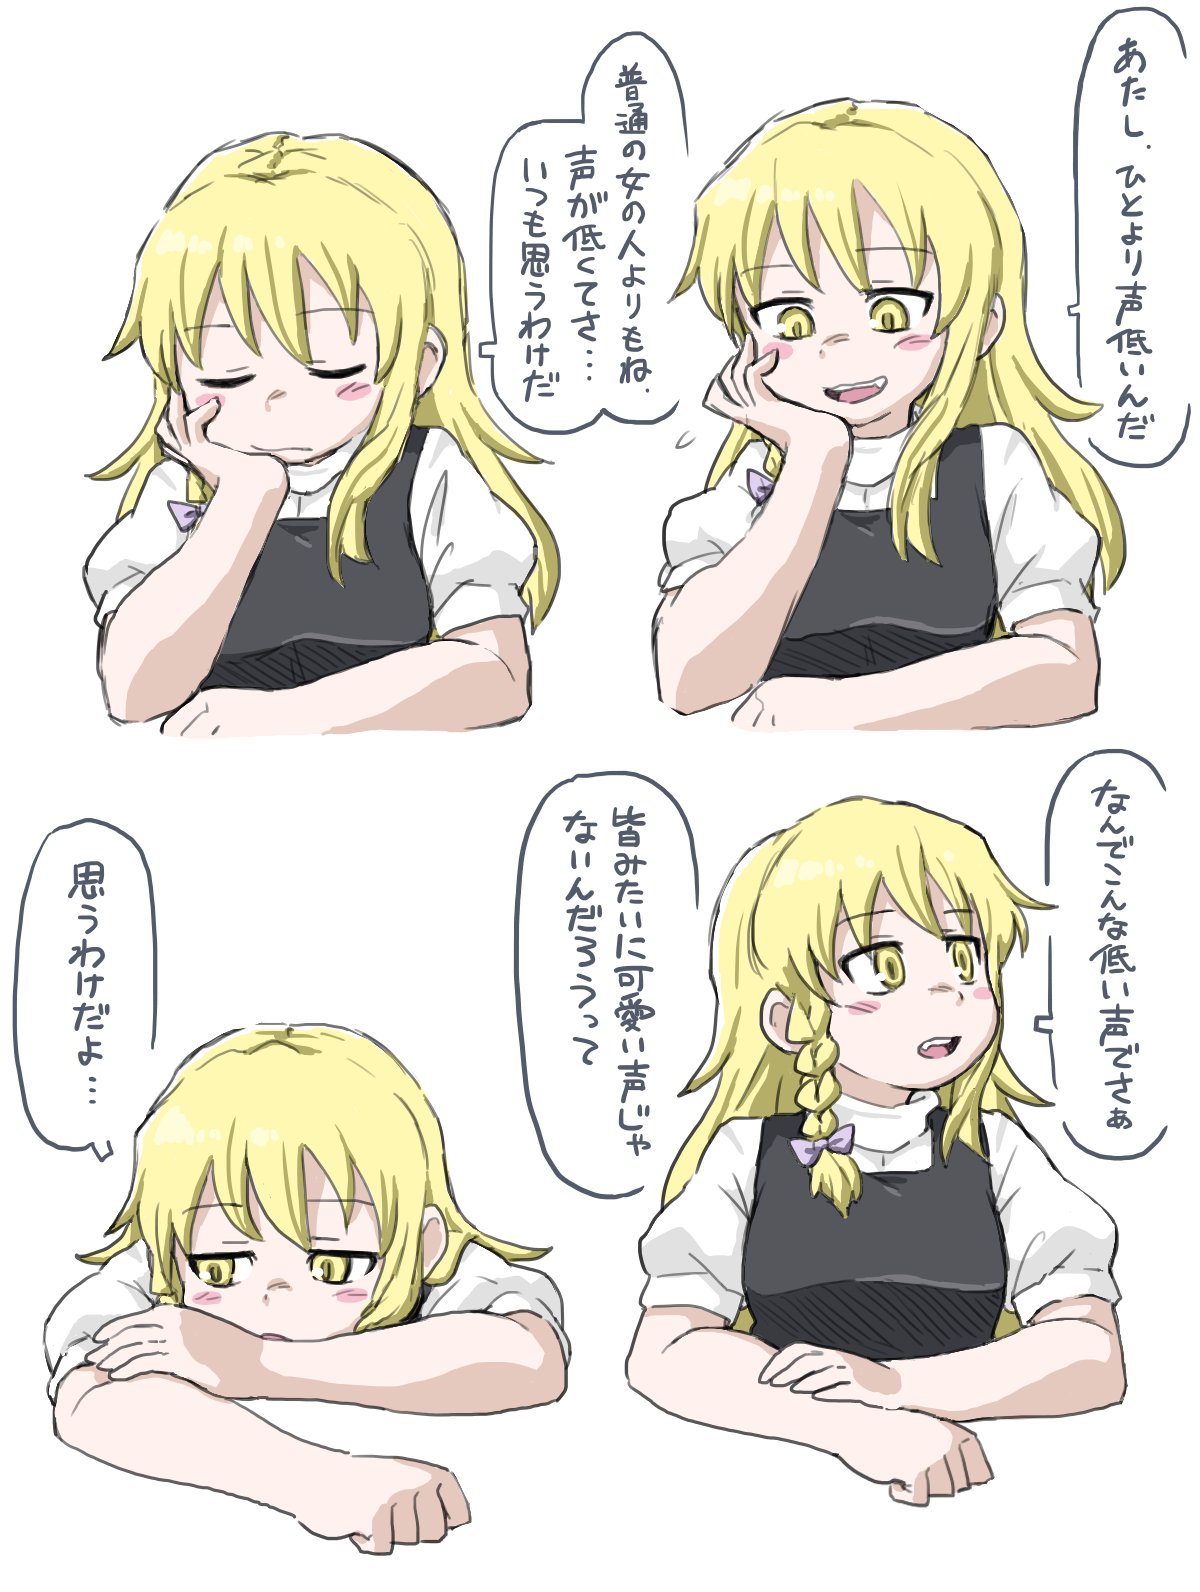 あたし、ひとより声低いんだ
普通の女の人よりもね、
声が低くてさ…
いつも思うわけだ
なんでこんな低い声でさぁ
皆みたいに可愛い声じゃ
ないんだろうって
思うわけだよ…